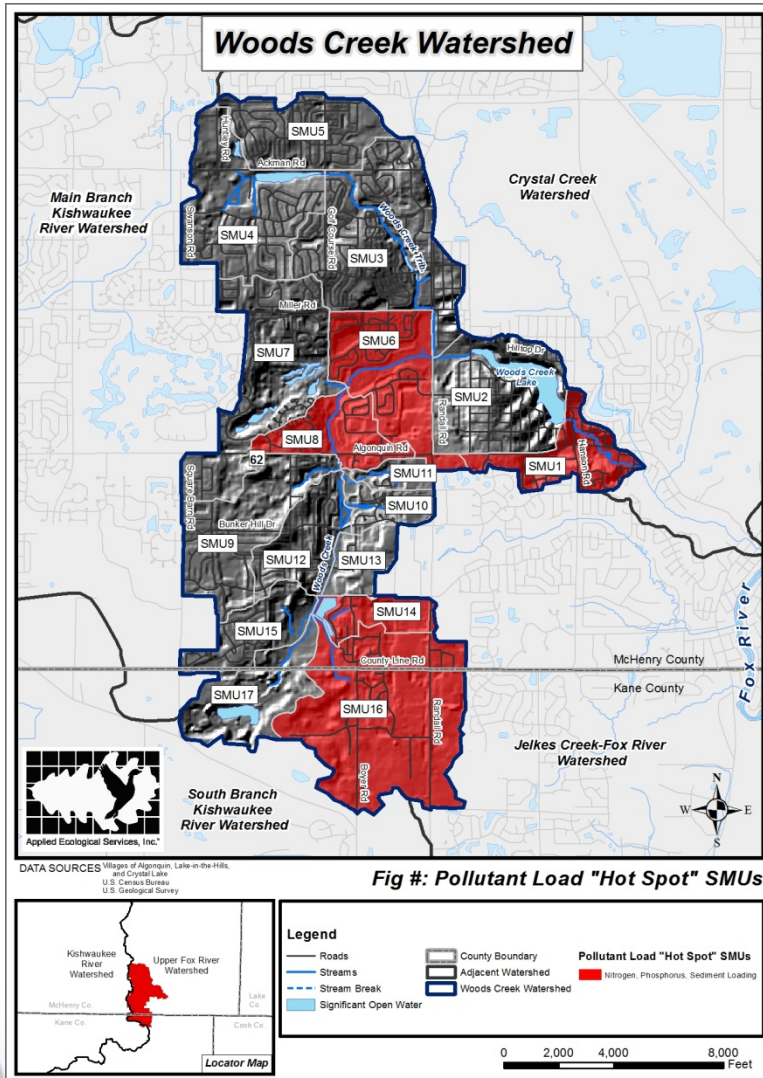 Woods Creek Watershed
SMU5
Huntley Rd
Ackman Rd
Main Branch
Kishwaukee
River Watershed
Crystal Creek
Watershed
Swanson Rd
SMU4
Golf Course Rd
Woods Creek Trib.
SMU3
Miller Rd
SMU7
SMU6
Hilltop Dr
Woods Creek
Lake
SMU2
Randall Rd
SMU8
Algonquin Rd
62
SMU1
Hanson Rd
SMU11
SMU10
Square Barn Rd
Bunker Hill Dr
SMU9
SMU12
Woods Creek
SMU13
SMU14
SMU15
County Line Rd
McHenry County
Kane County
Fox River
SMU17
SMU16
Randall Rd
Boyer Rd
Jelkes Creek-Fox River
Watershed
South Branch
Kishwaukee
River Watershed
N
W E
S
Applied Ecological Services, Inc.™
DATA SOURCES Villages of Algonquin, Lake-in-the-Hills,
and Crystal Lake
U.S. Census Bureau
U.S. Geological Survey
Fig #: Pollutant Load "Hot Spot" SMUs
Kishwaukee
River
Watershed
Upper Fox River
Watershed
McHenry Co.
Kane Co.
Lake
Co.
Cook Co.
Locator Map
Legend
Roads
Streams
Stream Break
Significant Open Water
County Boundary
Adjacent Watershed
Woods Creek Watershed
Pollutant Load "Hot Spot" SMUs
Nitrogen, Phosphorus, Sediment Loading
0 2,000 4,000 8,000
Feet